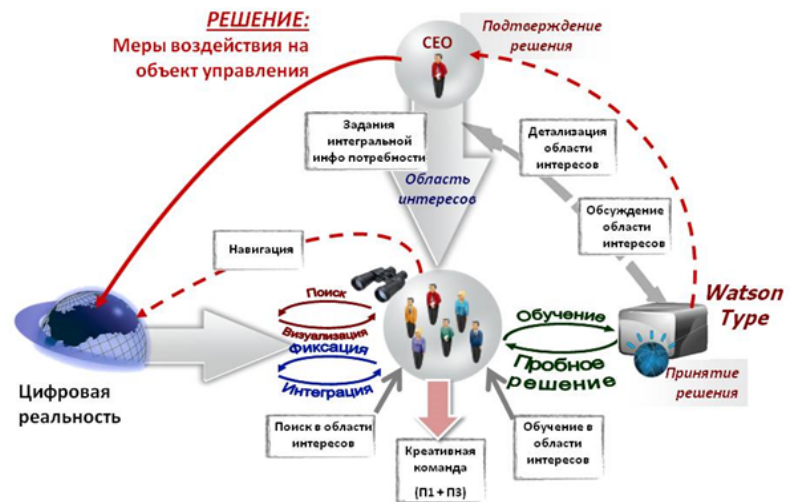 РЕШЕНИЕ:
Меры воздействия на
объект управления
CEO
Подтверждение
решения
Задания
интегральной
инфо потребности
Область
интересов
Детализация
области
интересов
Обсуждение
области
интересов
Навигация
Поиск
Визуализация
Фиксация
Интеграция
Обучение
Пробное
решение
Watson
Type
Принятие
решения
Цифровая
реальность
Поиск в области
интересов
Креативная
команда
(П1 + П3)
Обучение в
области
интересов